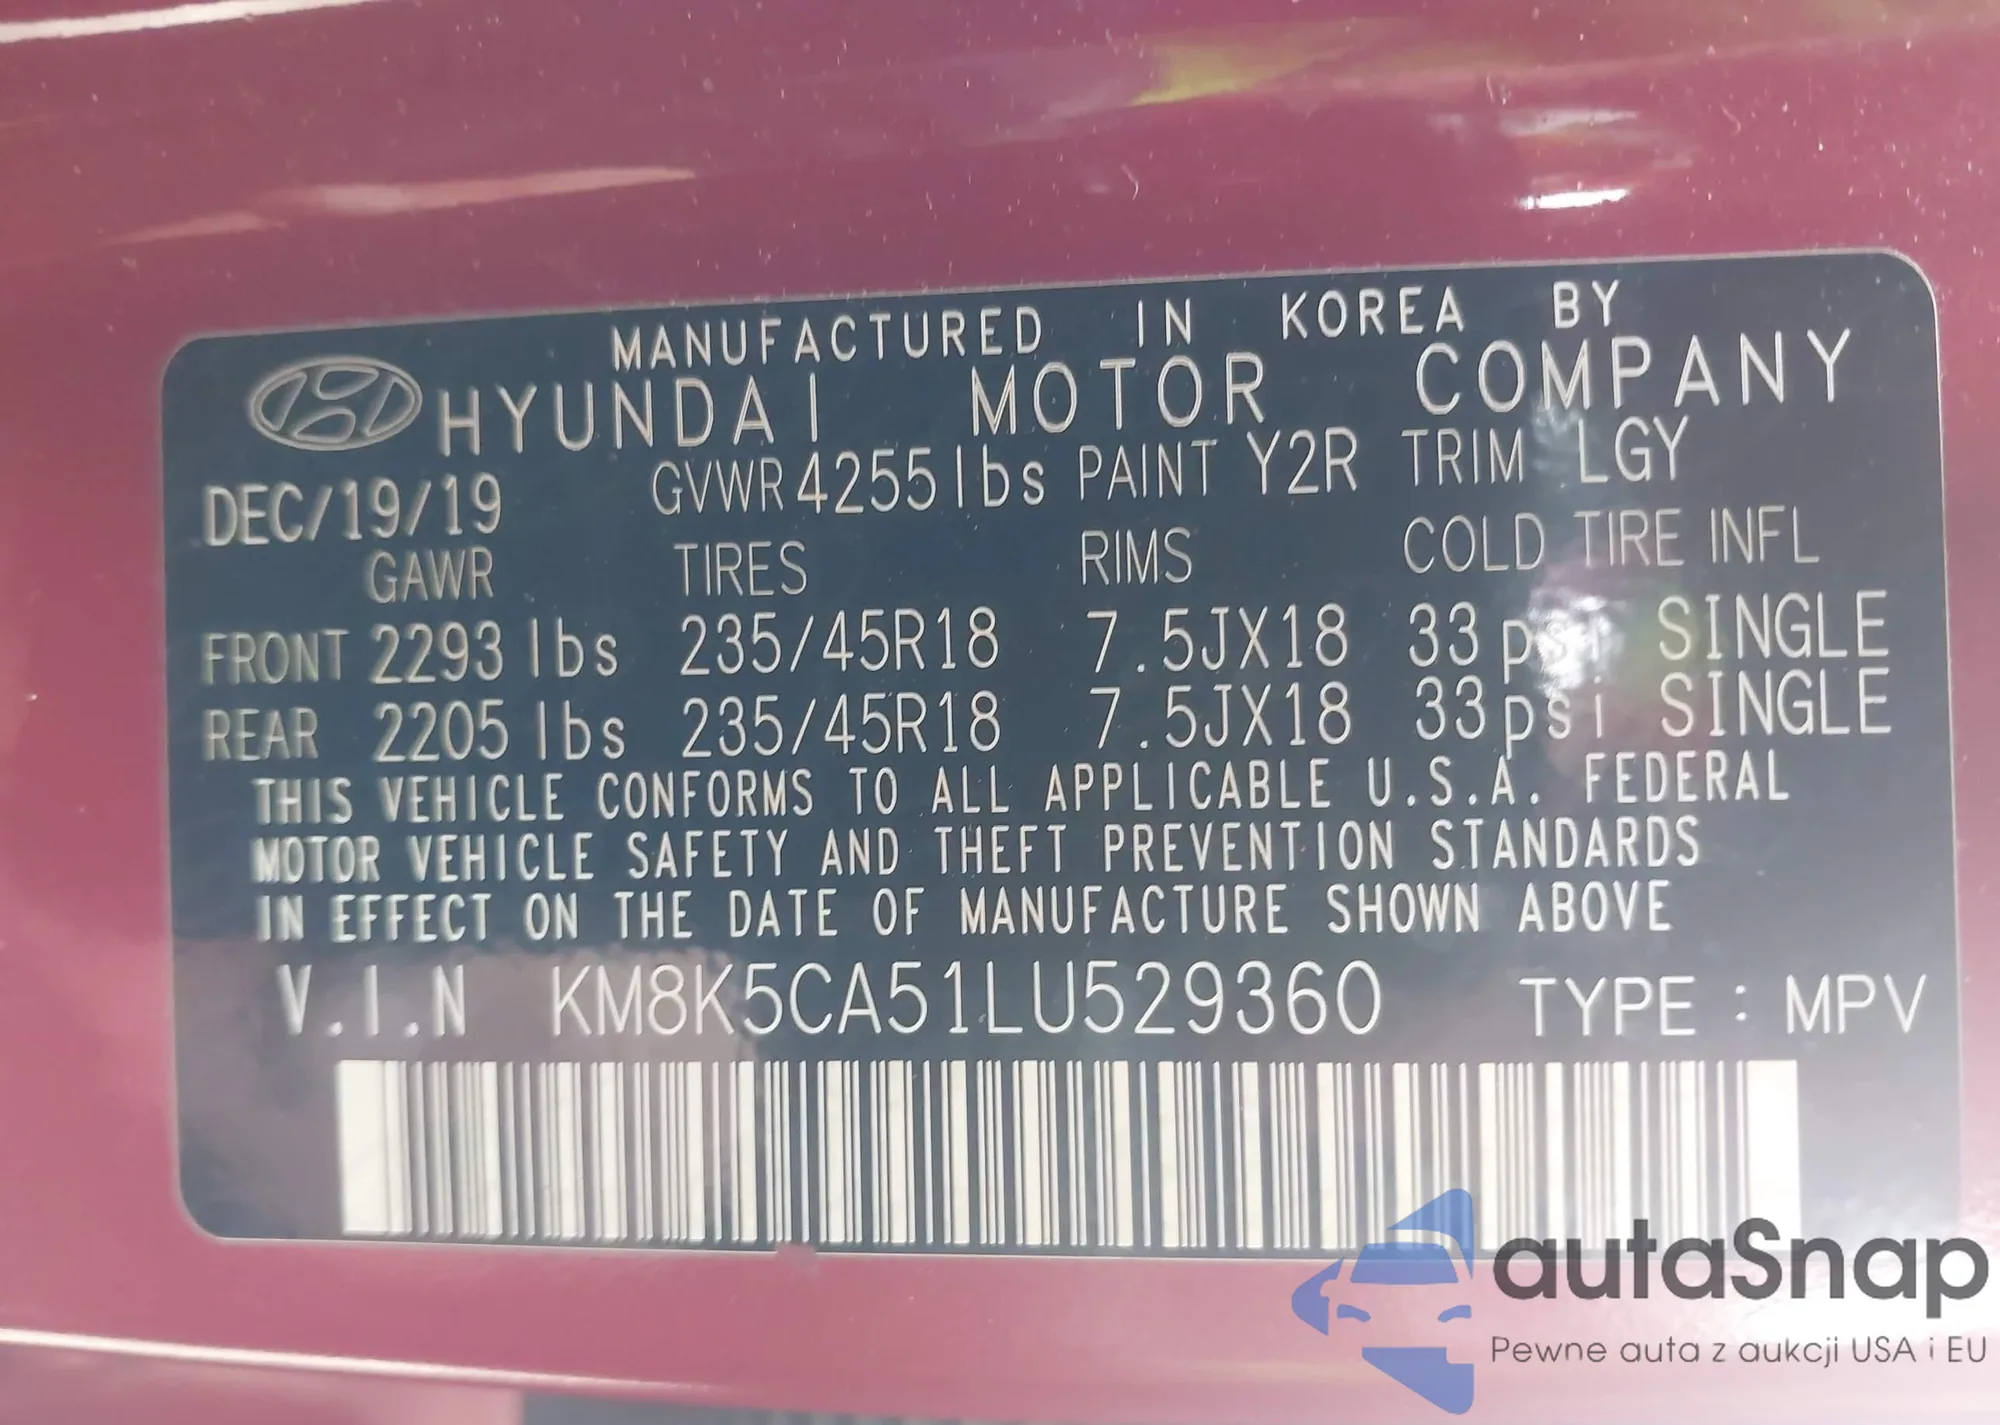 MANUFACTURED IN KOREA BY
HYUNDAI MOTOR COMPANY
DEC/19/19 GVWR 4255 lbs PAINT Y2R TRIM LGY
GAWR TIRES RIMS COLD TIRE INFL
FRONT 2293 lbs 235/45R18 7.5JX18 33 psi SINGLE
REAR 2205 lbs 235/45R18 7.5JX18 33 psi SINGLE
THIS VEHICLE CONFORMS TO ALL APPLICABLE U.S.A. FEDERAL
MOTOR VEHICLE SAFETY AND THEFT PREVENTION STANDARDS
IN EFFECT ON THE DATE OF MANUFACTURE SHOWN ABOVE
V.I.N KM8K5CA51LU529360 TYPE : MPV
autaSnap
Pewne auta z aukcji USA i EU